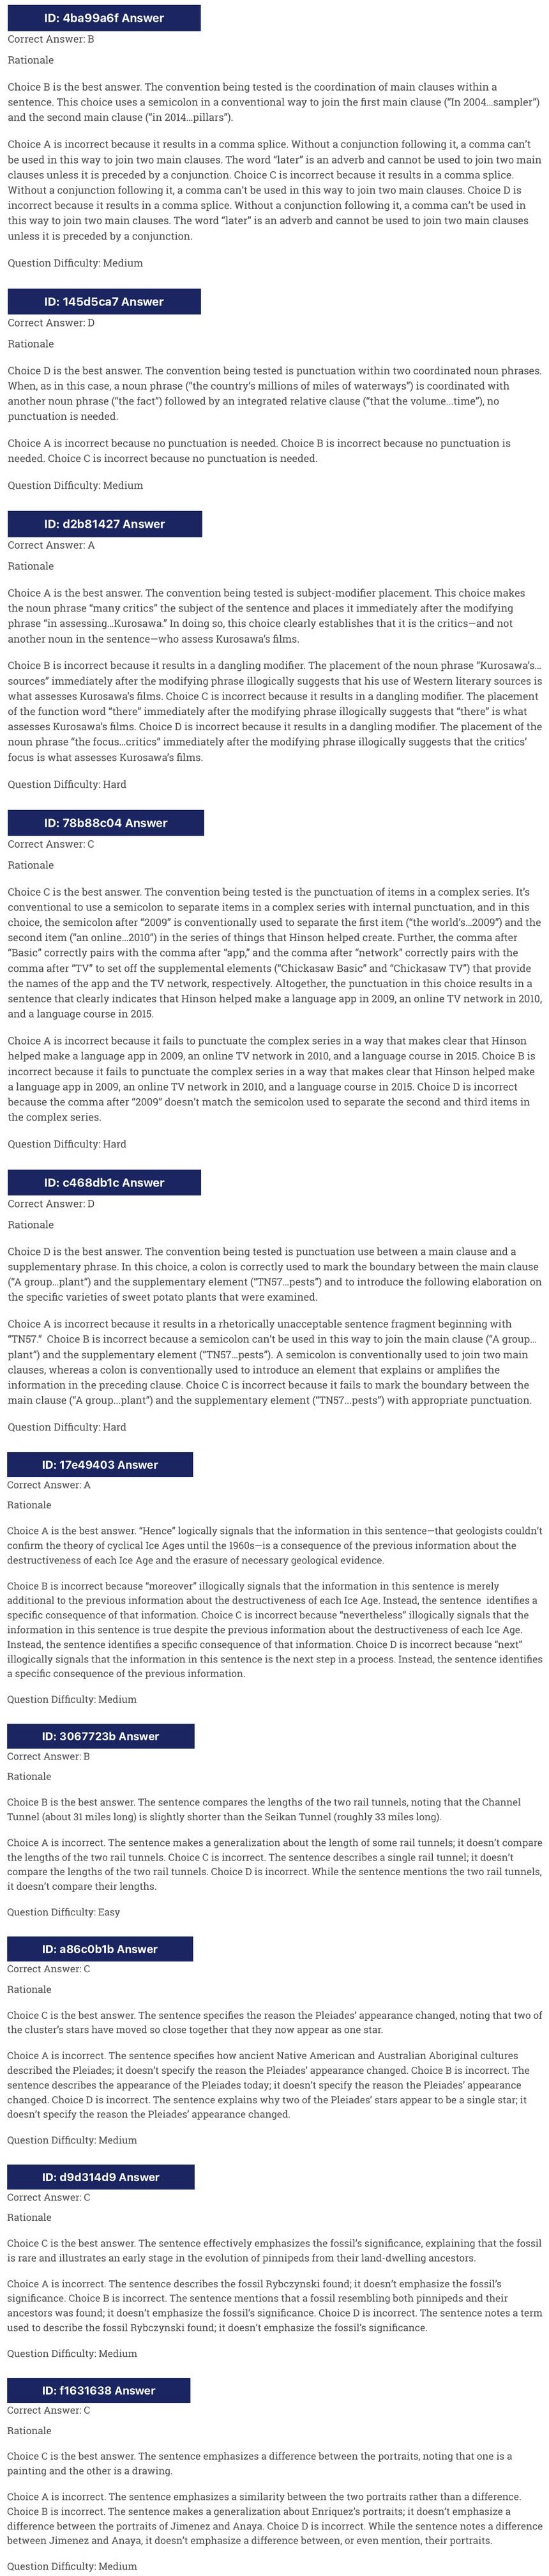 ID: 4ba99a6f Answer
Correct Answer: B
Rationale
Choice B is the best answer. The convention being tested is the coordination of main clauses within a
sentence. This choice uses a semicolon in a conventional way to join the first main clause (“In 2004...sampler”)
and the second main clause (“in 2014...pillars”).
Choice A is incorrect because it results in a comma splice. Without a conjunction following it, a comma can’t
be used in this way to join two main clauses. The word “later” is an adverb and cannot be used to join two main
clauses unless it is preceded by a conjunction. Choice C is incorrect because it results in a comma splice.
Without a conjunction following it, a comma can’t be used in this way to join two main clauses. Choice D is
incorrect because it results in a comma splice. Without a conjunction following it, a comma can’t be used in
this way to join two main clauses. The word “later” is an adverb and cannot be used to join two main clauses
unless it is preceded by a conjunction.
Question Difficulty: Medium
ID: 145d5ca7 Answer
Correct Answer: D
Rationale
Choice D is the best answer. The convention being tested is punctuation within two coordinated noun phrases.
When, as in this case, a noun phrase (“the country’s millions of miles of waterways”) is coordinated with
another noun phrase (“the fact”) followed by an integrated relative clause (“that the volume...time”), no
punctuation is needed.
Choice A is incorrect because no punctuation is needed. Choice B is incorrect because no punctuation is
needed. Choice C is incorrect because no punctuation is needed.
Question Difficulty: Medium
ID: d2b81427 Answer
Correct Answer: A
Rationale
Choice A is the best answer. The convention being tested is subject-modifier placement. This choice makes
the noun phrase “many critics” the subject of the sentence and places it immediately after the modifying
phrase “in assessing...Kurosawa.” In doing so, this choice clearly establishes that it is the critics—and not
another noun in the sentence—who assess Kurosawa’s films.
Choice B is incorrect because it results in a dangling modifier. The placement of the noun phrase “Kurosawa’s...
sources” immediately after the modifying phrase illogically suggests that his use of Western literary sources is
what assesses Kurosawa’s films. Choice C is incorrect because it results in a dangling modifier. The placement
of the function word “there” immediately after the modifying phrase illogically suggests that “there” is what
assesses Kurosawa’s films. Choice D is incorrect because it results in a dangling modifier. The placement of the
noun phrase “the focus...critics” immediately after the modifying phrase illogically suggests that the critics’
focus is what assesses Kurosawa’s films.
Question Difficulty: Hard
ID: 78b88c04 Answer
Correct Answer: C
Rationale
Choice C is the best answer. The convention being tested is the punctuation of items in a complex series. It’s
conventional to use a semicolon to separate items in a complex series with internal punctuation, and in this
choice, the semicolon after “2009” is conventionally used to separate the first item (“the world’s...2009”) and the
second item (“an online...2010”) in the series of things that Hinson helped create. Further, the comma after
“Basic” correctly pairs with the comma after “app,” and the comma after “network” correctly pairs with the
comma after “TV” to set off the supplemental elements (“Chickasaw Basic” and “Chickasaw TV”) that provide
the names of the app and the TV network, respectively. Altogether, the punctuation in this choice results in a
sentence that clearly indicates that Hinson helped make a language app in 2009, an online TV network in 2010,
and a language course in 2015.
Choice A is incorrect because it fails to punctuate the complex series in a way that makes clear that Hinson
helped make a language app in 2009, an online TV network in 2010, and a language course in 2015. Choice B is
incorrect because it fails to punctuate the complex series in a way that makes clear that Hinson helped make
a language app in 2009, an online TV network in 2010, and a language course in 2015. Choice D is incorrect
because the comma after “2009” doesn’t match the semicolon used to separate the second and third items in
the complex series.
Question Difficulty: Hard
ID: c468db1c Answer
Correct Answer: D
Rationale
Choice D is the best answer. The convention being tested is punctuation use between a main clause and a
supplementary phrase. In this choice, a colon is correctly used to mark the boundary between the main clause
(“A group...plant”) and the supplementary element (“TN57...pests”) and to introduce the following elaboration on
the specific varieties of sweet potato plants that were examined.
Choice A is incorrect because it results in a rhetorically unacceptable sentence fragment beginning with
“TN57.” Choice B is incorrect because a semicolon can’t be used in this way to join the main clause (“A group...
plant”) and the supplementary element (“TN57...pests”). A semicolon is conventionally used to join two main
clauses, whereas a colon is conventionally used to introduce an element that explains or amplifies the
information in the preceding clause. Choice C is incorrect because it fails to mark the boundary between the
main clause (“A group...plant”) and the supplementary element (“TN57...pests”) with appropriate punctuation.
Question Difficulty: Hard
ID: 17e49403 Answer
Correct Answer: A
Rationale
Choice A is the best answer. “Hence” logically signals that the information in this sentence—that geologists couldn’t
confirm the theory of cyclical Ice Ages until the 1960s—is a consequence of the previous information about the
destructiveness of each Ice Age and the erasure of necessary geological evidence.
Choice B is incorrect because “moreover” illogically signals that the information in this sentence is merely
additional to the previous information about the destructiveness of each Ice Age. Instead, the sentence identifies a
specific consequence of that information. Choice C is incorrect because “nevertheless” illogically signals that the
information in this sentence is true despite the previous information about the destructiveness of each Ice Age.
Instead, the sentence identifies a specific consequence of that information. Choice D is incorrect because “next”
illogically signals that the information in this sentence is the next step in a process. Instead, the sentence identifies
a specific consequence of the previous information.
Question Difficulty: Medium
ID: 3067723b Answer
Correct Answer: B
Rationale
Choice B is the best answer. The sentence compares the lengths of the two rail tunnels, noting that the Channel
Tunnel (about 31 miles long) is slightly shorter than the Seikan Tunnel (roughly 33 miles long).
Choice A is incorrect. The sentence makes a generalization about the length of some rail tunnels; it doesn’t compare
the lengths of the two rail tunnels. Choice C is incorrect. The sentence describes a single rail tunnel; it doesn’t
compare the lengths of the two rail tunnels. Choice D is incorrect. While the sentence mentions the two rail tunnels,
it doesn’t compare their lengths.
Question Difficulty: Easy
ID: a86c0b1b Answer
Correct Answer: C
Rationale
Choice C is the best answer. The sentence specifies the reason the Pleiades’ appearance changed, noting that two of
the cluster’s stars have moved so close together that they now appear as one star.
Choice A is incorrect. The sentence specifies how ancient Native American and Australian Aboriginal cultures
described the Pleiades; it doesn’t specify the reason the Pleiades’ appearance changed. Choice B is incorrect. The
sentence describes the appearance of the Pleiades today; it doesn’t specify the reason the Pleiades’ appearance
changed. Choice D is incorrect. The sentence explains why two of the Pleiades’ stars appear to be a single star; it
doesn’t specify the reason the Pleiades’ appearance changed.
Question Difficulty: Medium
ID: d9d314d9 Answer
Correct Answer: C
Rationale
Choice C is the best answer. The sentence effectively emphasizes the fossil’s significance, explaining that the fossil
is rare and illustrates an early stage in the evolution of pinnipeds from their land-dwelling ancestors.
Choice A is incorrect. The sentence describes the fossil Rybczynski found; it doesn’t emphasize the fossil’s
significance. Choice B is incorrect. The sentence mentions that a fossil resembling both pinnipeds and their
ancestors was found; it doesn’t emphasize the fossil’s significance. Choice D is incorrect. The sentence notes a term
used to describe the fossil Rybczynski found; it doesn’t emphasize the fossil’s significance.
Question Difficulty: Medium
ID: f1631638 Answer
Correct Answer: C
Rationale
Choice C is the best answer. The sentence emphasizes a difference between the portraits, noting that one is a
painting and the other is a drawing.
Choice A is incorrect. The sentence emphasizes a similarity between the two portraits rather than a difference.
Choice B is incorrect. The sentence makes a generalization about Enriquez’s portraits; it doesn’t emphasize a
difference between the portraits of Jimenez and Anaya. Choice D is incorrect. While the sentence notes a difference
between Jimenez and Anaya, it doesn’t emphasize a difference between, or even mention, their portraits.
Question Difficulty: Medium